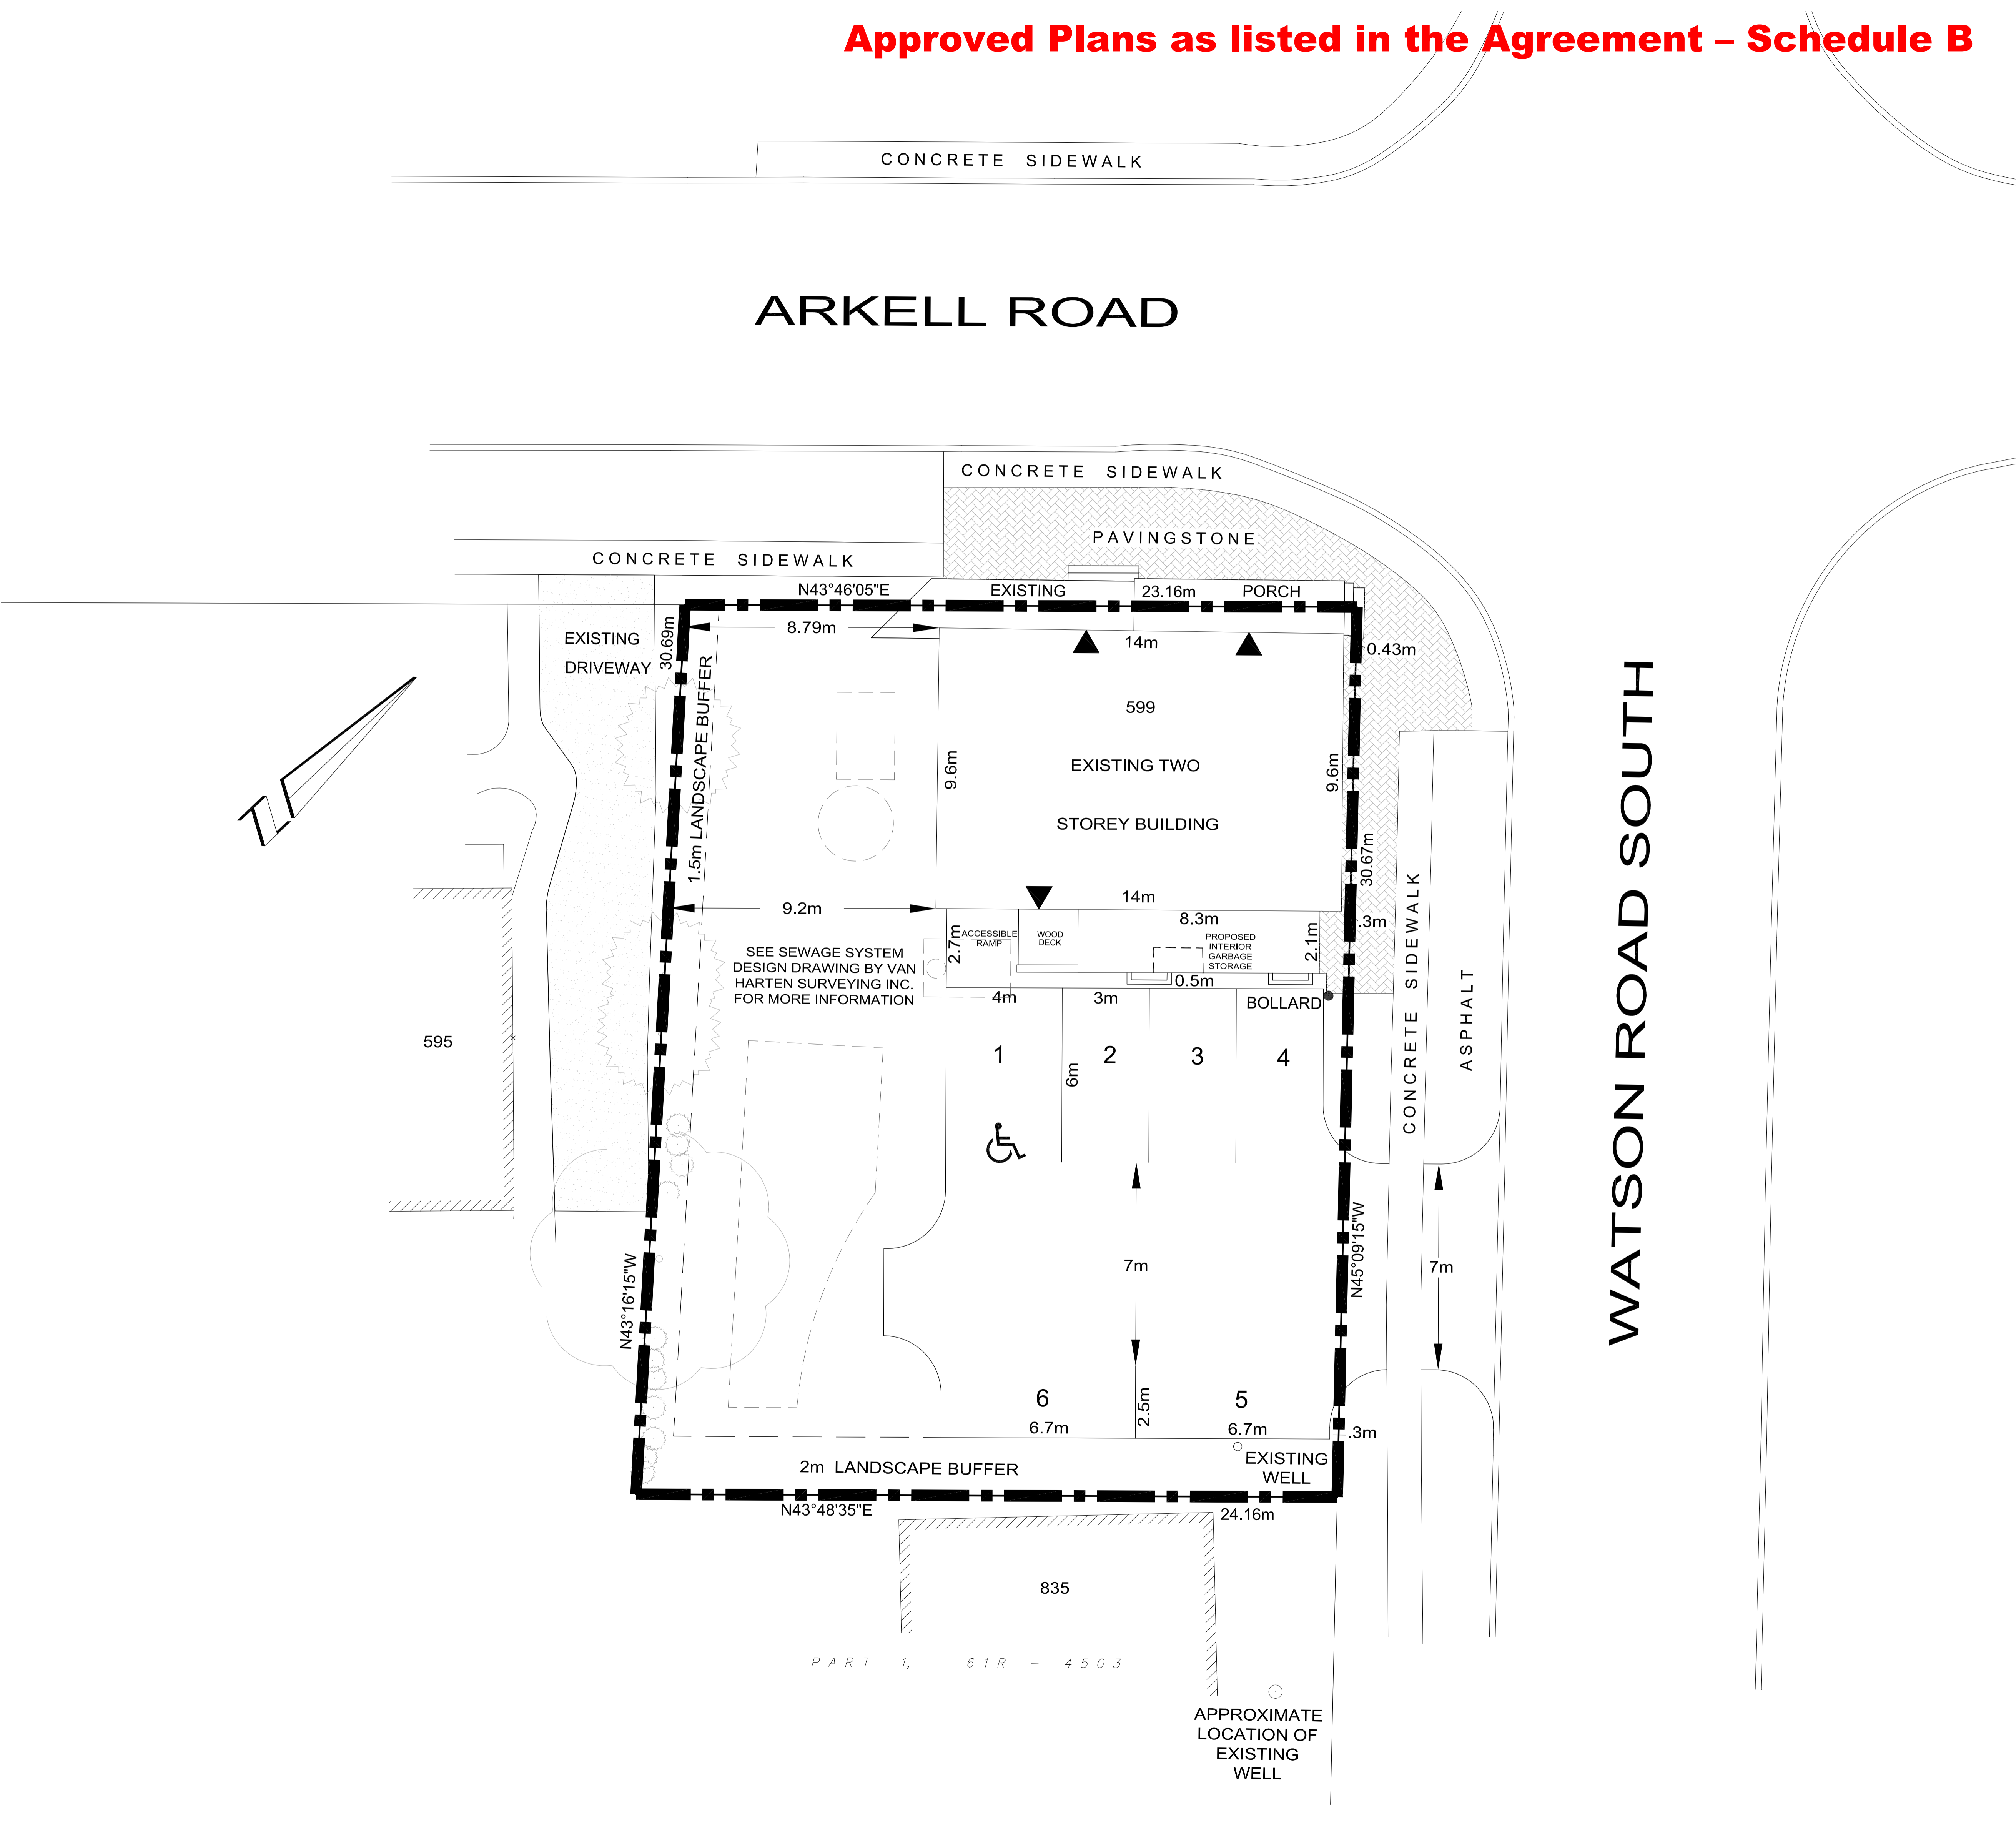 Approved Plans as listed in the Agreement – Schedule B
CONCRETE SIDEWALK
ARKELL ROAD
CONCRETE SIDEWALK
PAVINGSTONE
CONCRETE SIDEWALK
N43°46'05"E
EXISTING
23.16m
PORCH
EXISTING
DRIVEWAY
30.69m
8.79m
14m
0.43m
1.5m LANDSCAPE BUFFER
599
EXISTING TWO
STOREY BUILDING
9.6m
9.6m
30.67m
WATSON ROAD SOUTH
N
14m
9.2m
8.3m
.3m
2.7m
ACCESSIBLE
RAMP
WOOD
DECK
PROPOSED
INTERIOR
GARBAGE
STORAGE
2.1m
SEE SEWAGE SYSTEM
DESIGN DRAWING BY VAN
HARTEN SURVEYING INC.
FOR MORE INFORMATION
0.5m
4m
3m
BOLLARD
CONCRETE SIDEWALK
ASPHALT
595
x
1
2
3
4
6m
7m
7m
N43°16'15"W
N45°09'15"W
6
5
2.5m
6.7m
6.7m
.3m
2m LANDSCAPE BUFFER
EXISTING
WELL
N43°48'35"E
24.16m
835
PART 1, 61R - 4503
APPROXIMATE
LOCATION OF
EXISTING
WELL